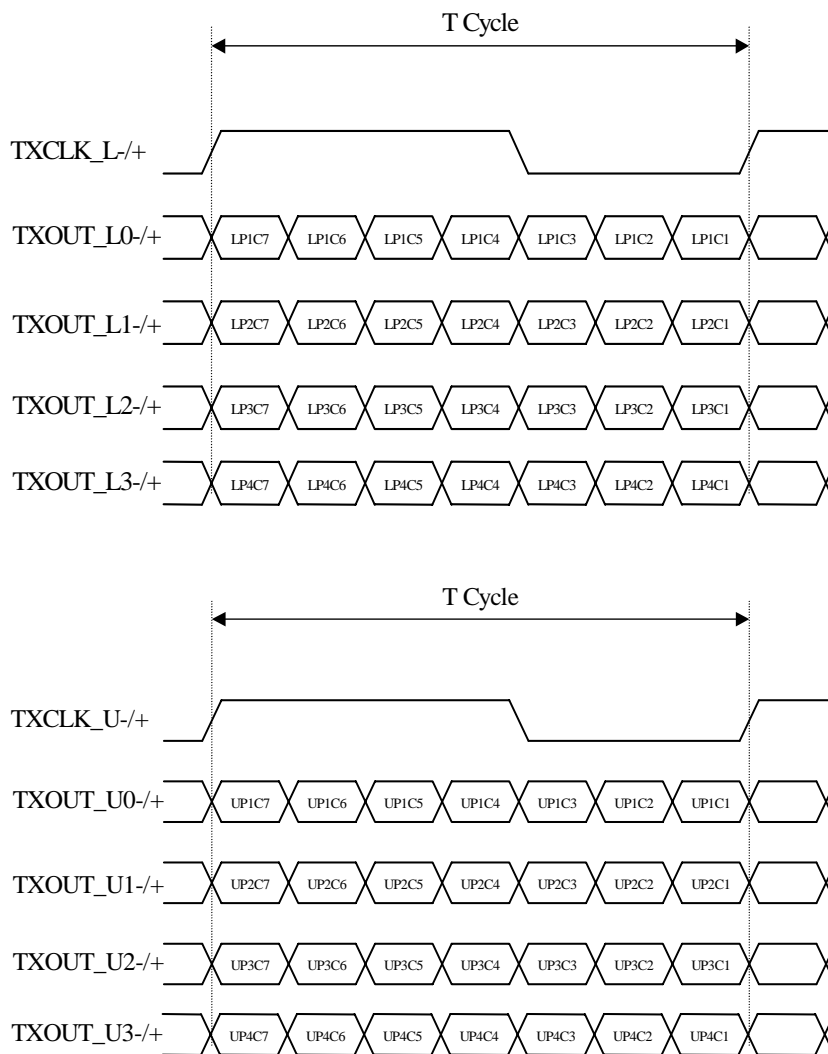 T Cycle
TXCLK_L-/+
TXOUT_L0-/+ LP1C7 LP1C6 LP1C5 LP1C4 LP1C3 LP1C2 LP1C1
TXOUT_L1-/+ LP2C7 LP2C6 LP2C5 LP2C4 LP2C3 LP2C2 LP2C1
TXOUT_L2-/+ LP3C7 LP3C6 LP3C5 LP3C4 LP3C3 LP3C2 LP3C1
TXOUT_L3-/+ LP4C7 LP4C6 LP4C5 LP4C4 LP4C3 LP4C2 LP4C1
T Cycle
TXCLK_U-/+
TXOUT_U0-/+ UP1C7 UP1C6 UP1C5 UP1C4 UP1C3 UP1C2 UP1C1
TXOUT_U1-/+ UP2C7 UP2C6 UP2C5 UP2C4 UP2C3 UP2C2 UP2C1
TXOUT_U2-/+ UP3C7 UP3C6 UP3C5 UP3C4 UP3C3 UP3C2 UP3C1
TXOUT_U3-/+ UP4C7 UP4C6 UP4C5 UP4C4 UP4C3 UP4C2 UP4C1